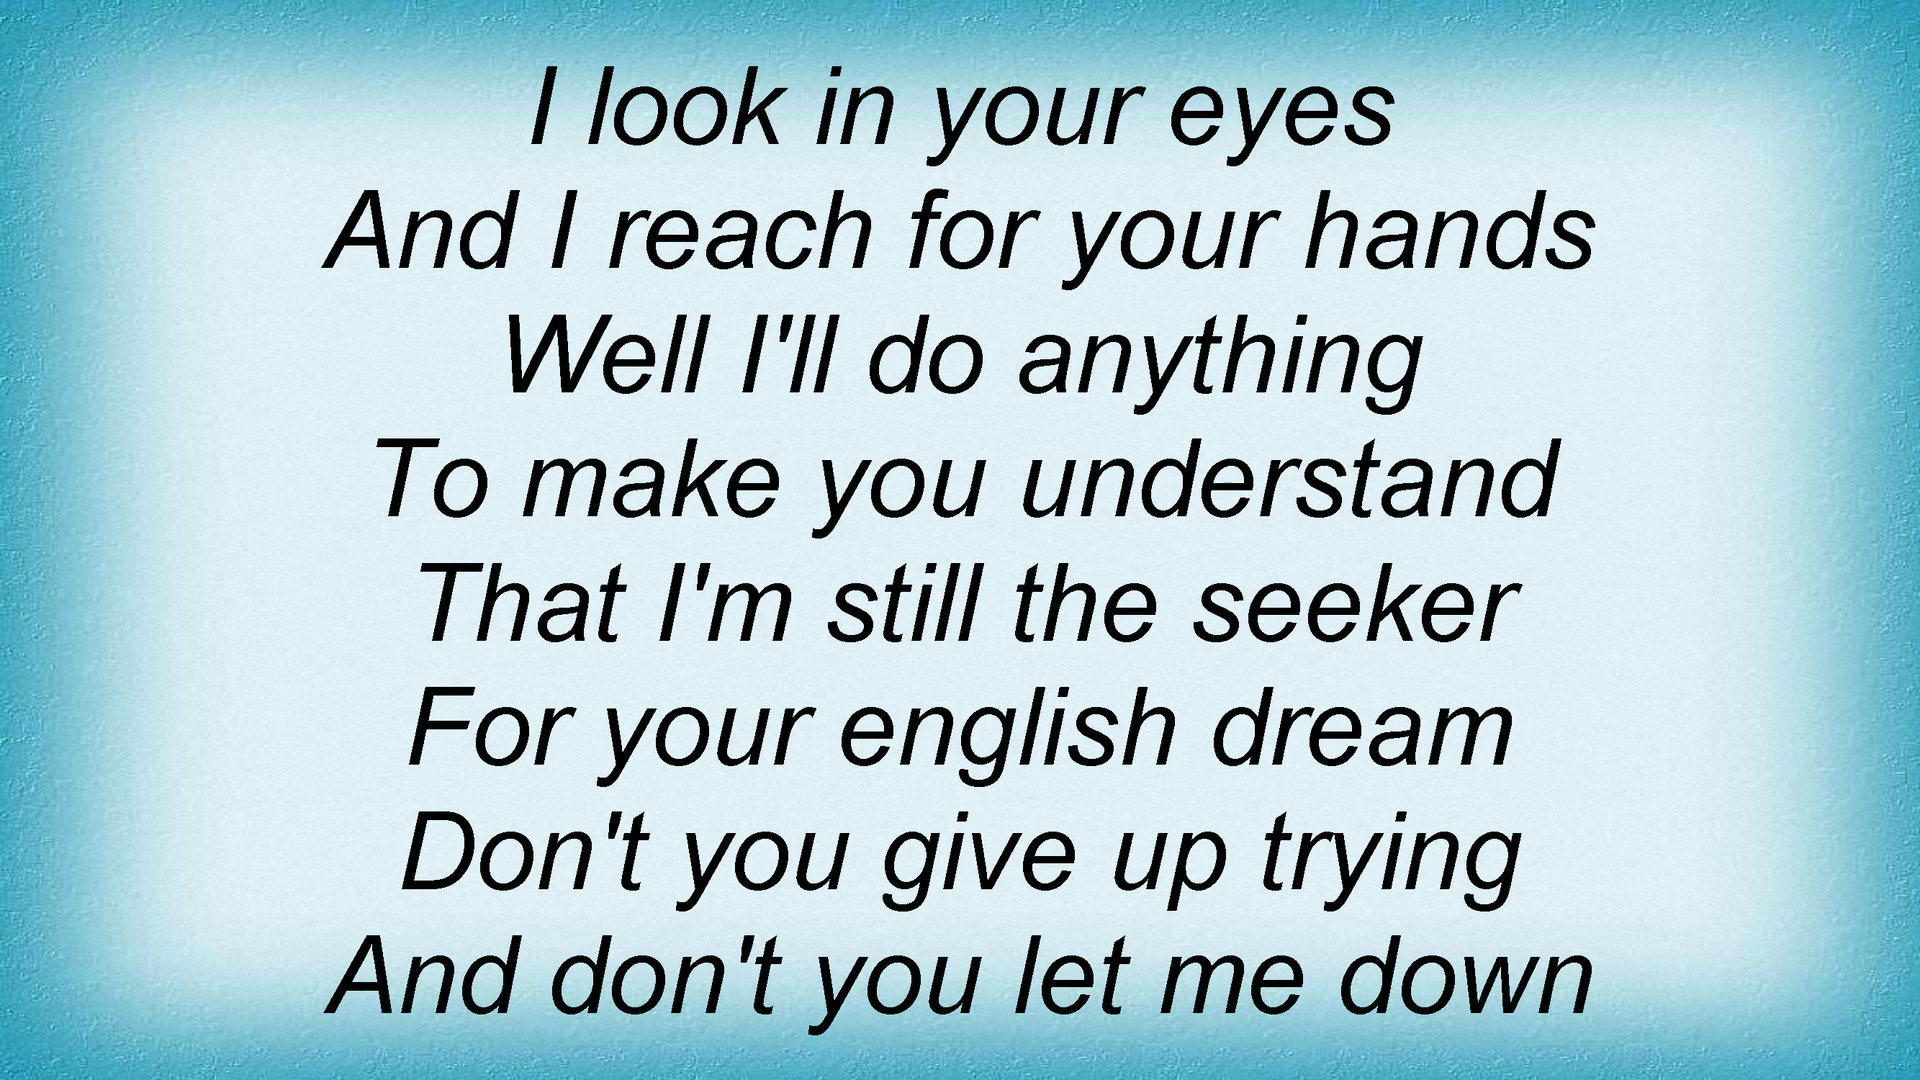 I look in your eyes
And I reach for your hands
Well I'll do anything
To make you understand
That I'm still the seeker
For your english dream
Don't you give up trying
And don't you let me down